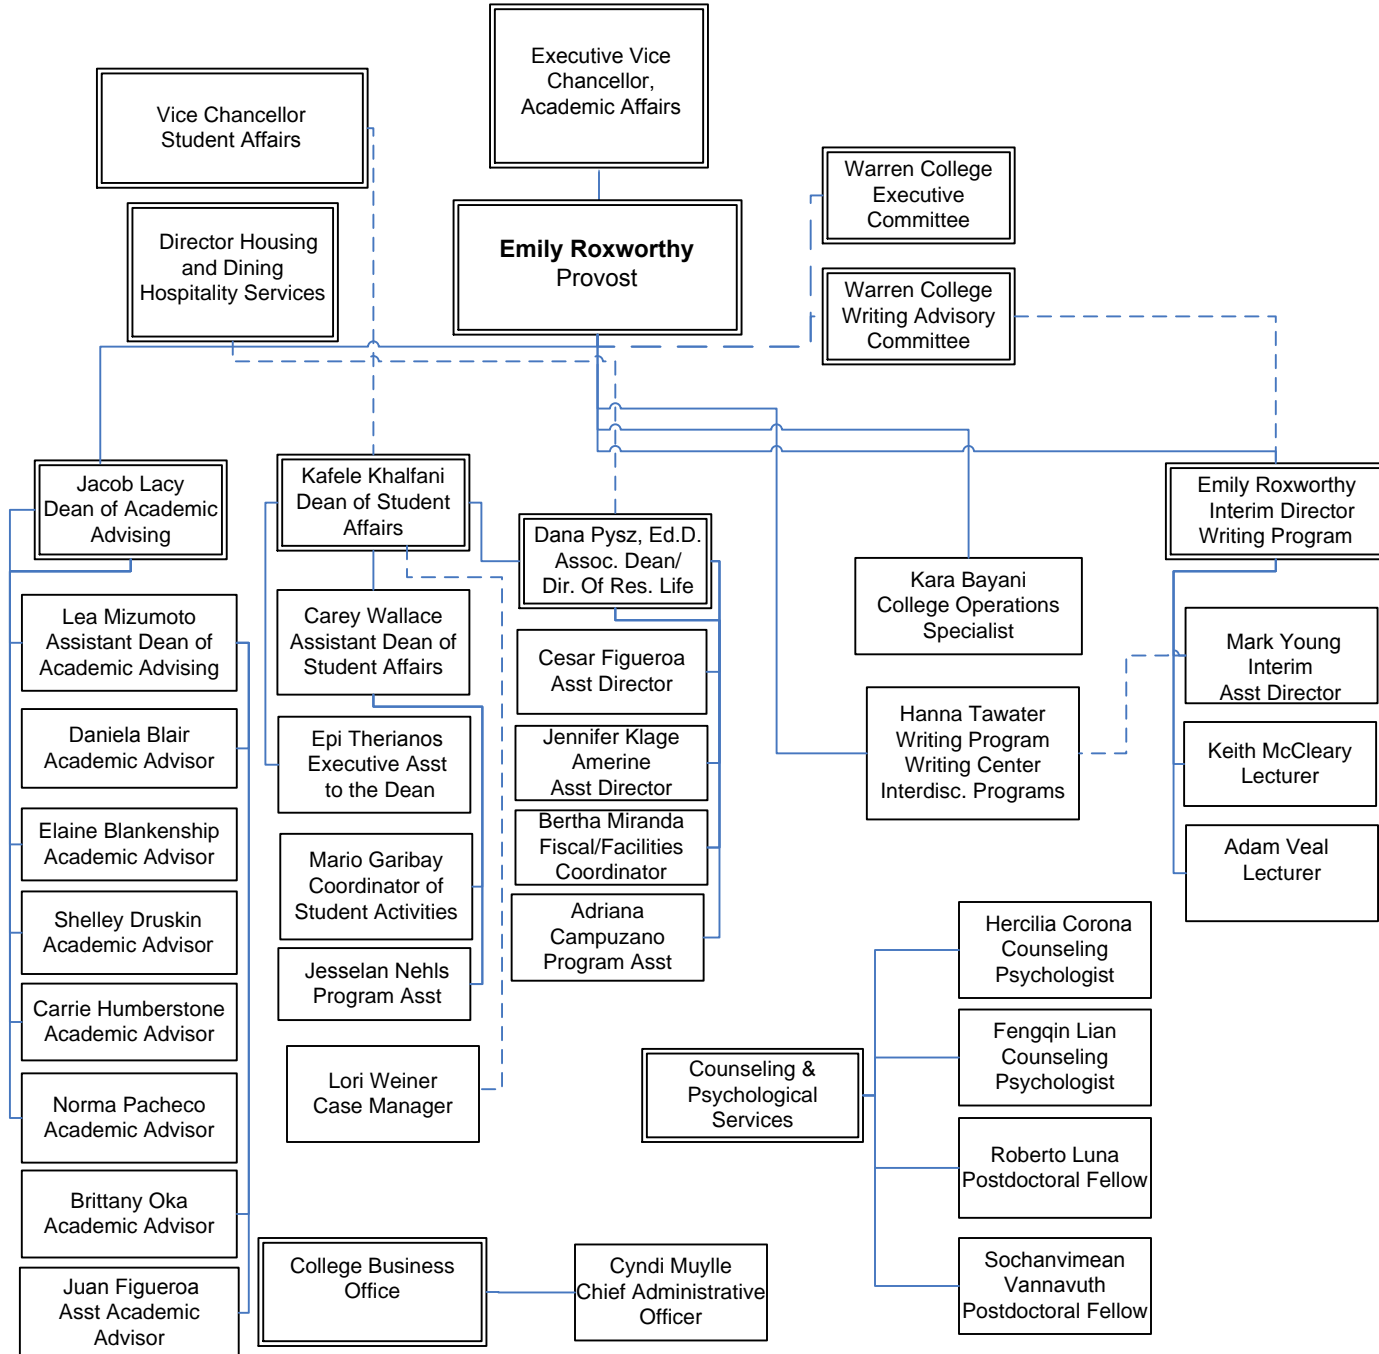 Executive Vice
Chancellor,
Academic Affairs
Vice Chancellor
Student Affairs
Warren College
Executive
Committee
Director Housing
and Dining
Hospitality Services
Emily Roxworthy
Provost
Warren College
Writing Advisory
Committee
Jacob Lacy
Dean of Academic
Advising
Kafele Khalfani
Dean of Student
Affairs
Dana Pysz, Ed.D.
Assoc. Dean/
Dir. Of Res. Life
Emily Roxworthy
Interim Director
Writing Program
Kara Bayani
College Operations
Specialist
Lea Mizumoto
Assistant Dean of
Academic Advising
Carey Wallace
Assistant Dean of
Student Affairs
Cesar Figueroa
Asst Director
Mark Young
Interim
Asst Director
Hanna Tawater
Writing Program
Writing Center
Interdisc. Programs
Daniela Blair
Academic Advisor
Epi Therianos
Executive Asst
to the Dean
Jennifer Klage
Amerine
Asst Director
Keith McCleary
Lecturer
Elaine Blankenship
Academic Advisor
Mario Garibay
Coordinator of
Student Activities
Bertha Miranda
Fiscal/Facilities
Coordinator
Adam Veal
Lecturer
Shelley Druskin
Academic Advisor
Jesselan Nehls
Program Asst
Adriana
Campuzano
Program Asst
Hercilia Corona
Counseling
Psychologist
Carrie Humberstone
Academic Advisor
Lori Weiner
Case Manager
Counseling &
Psychological
Services
Fengqin Lian
Counseling
Psychologist
Norma Pacheco
Academic Advisor
Roberto Luna
Postdoctoral Fellow
Brittany Oka
Academic Advisor
College Business
Office
Cyndi Muylle
Chief Administrative
Officer
Sochanvimean
Vannavuth
Postdoctoral Fellow
Juan Figueroa
Asst Academic
Advisor